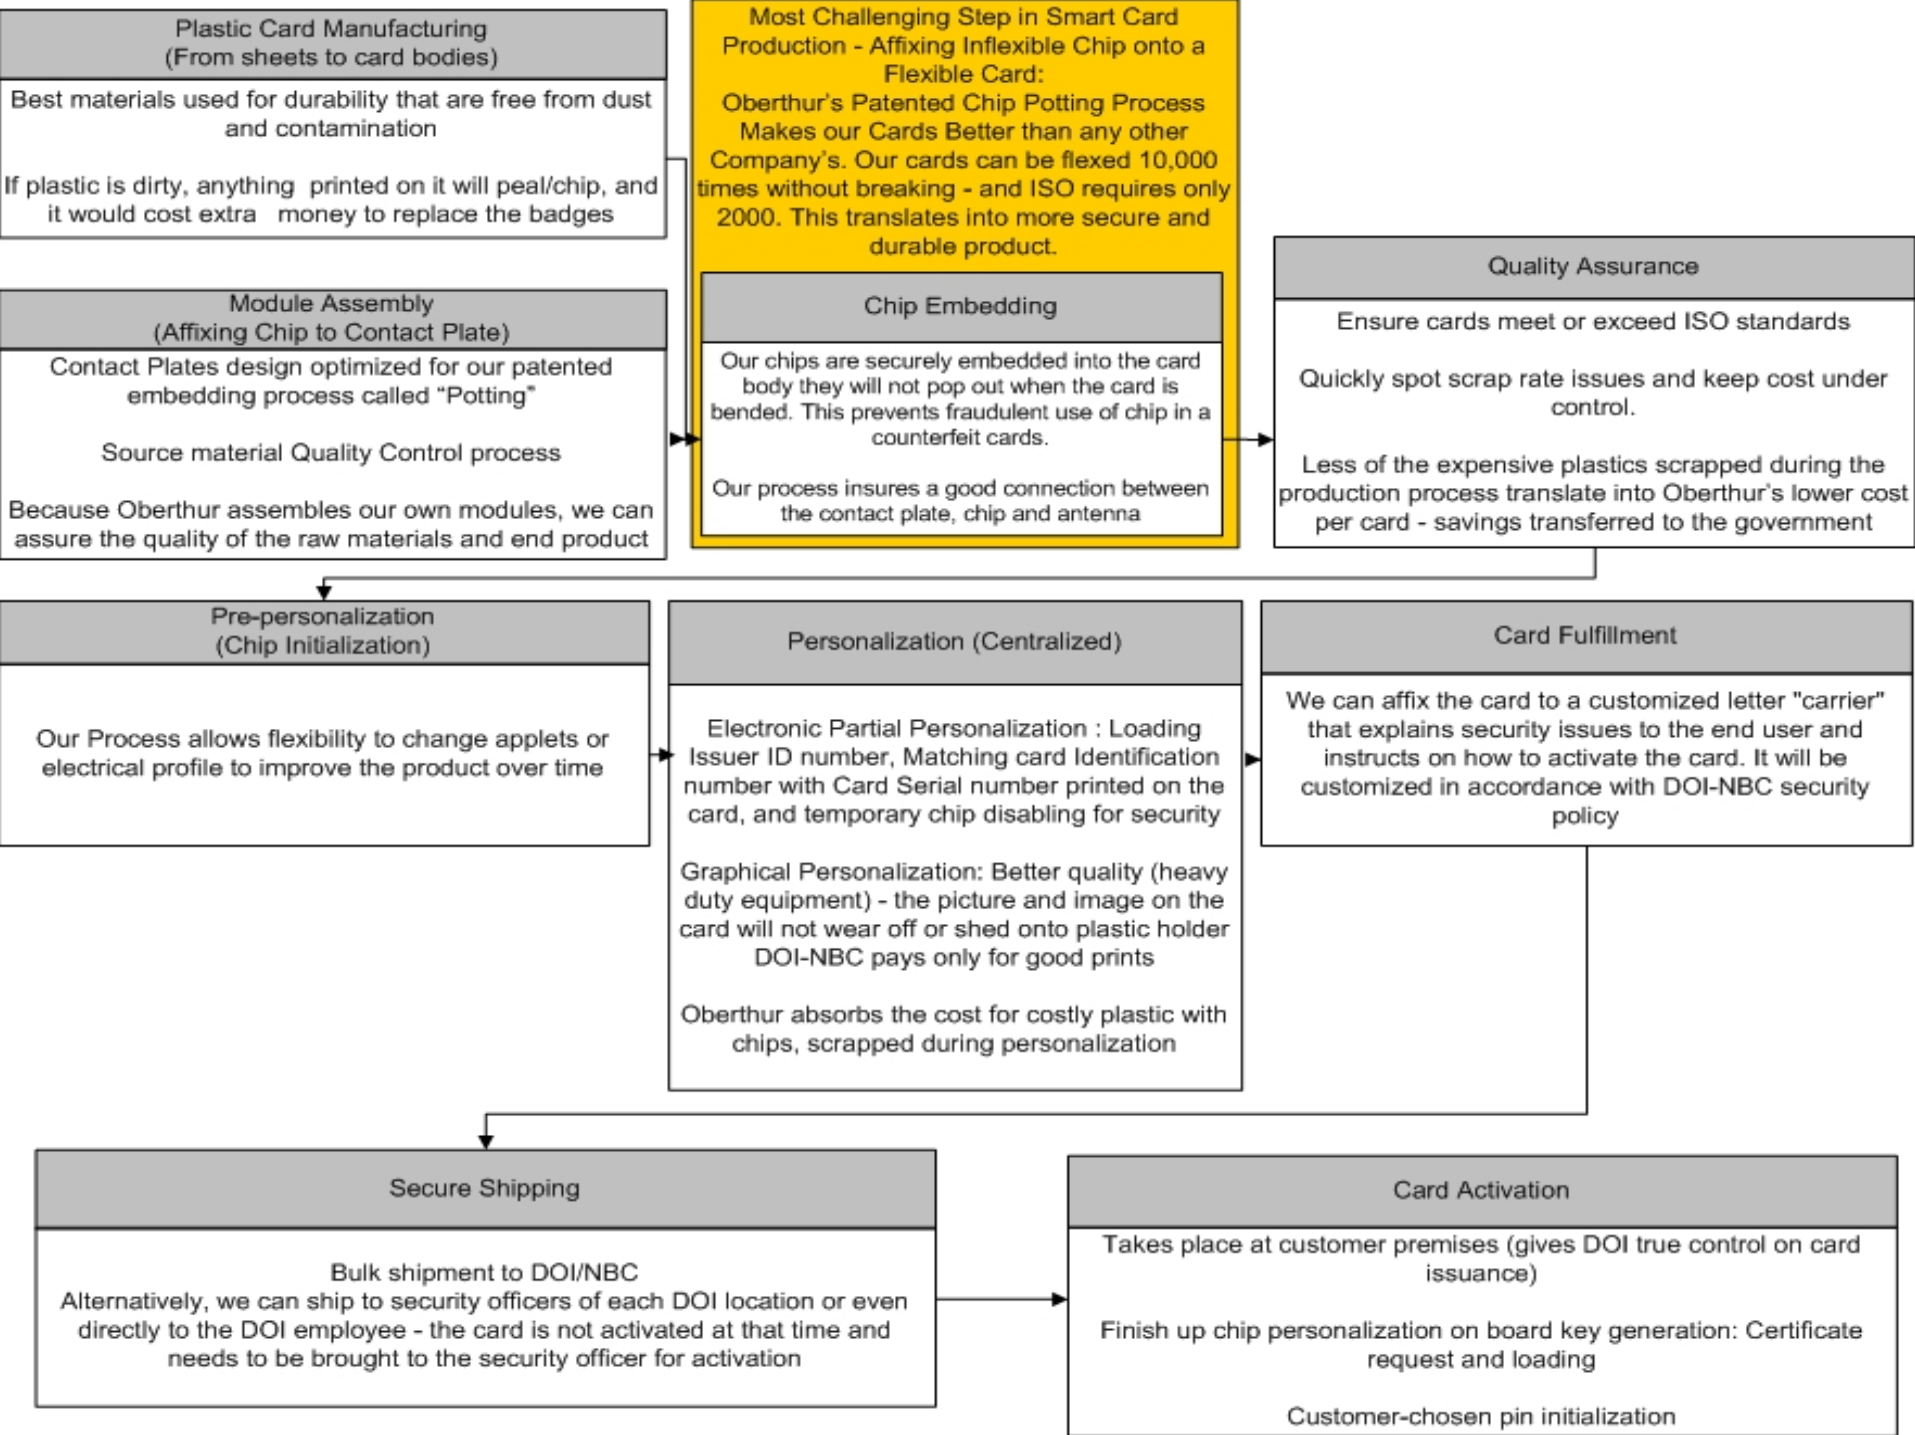 Plastic Card Manufacturing
(From sheets to card bodies)
Best materials used for durability that are free from dust
and contamination
If plastic is dirty, anything printed on it will peal/chip, and
it would cost extra money to replace the badges
Module Assembly
(Affixing Chip to Contact Plate)
Contact Plates design optimized for our patented
embedding process called “Potting”
Source material Quality Control process
Because Oberthur assembles our own modules, we can
assure the quality of the raw materials and end product
Most Challenging Step in Smart Card
Production - Affixing Inflexible Chip onto a
Flexible Card:
Oberthur’s Patented Chip Potting Process
Makes our Cards Better than any other
Company’s. Our cards can be flexed 10,000
times without breaking - and ISO requires only
2000. This translates into more secure and
durable product.
Chip Embedding
Our chips are securely embedded into the card
body they will not pop out when the card is
bended. This prevents fraudulent use of chip in a
counterfeit cards.
Our process insures a good connection between
the contact plate, chip and antenna
Quality Assurance
Ensure cards meet or exceed ISO standards
Quickly spot scrap rate issues and keep cost under
control.
Less of the expensive plastics scrapped during the
production process translate into Oberthur’s lower cost
per card - savings transferred to the government
Pre-personalization
(Chip Initialization)
Our Process allows flexibility to change applets or
electrical profile to improve the product over time
Personalization (Centralized)
Electronic Partial Personalization : Loading
Issuer ID number, Matching card Identification
number with Card Serial number printed on the
card, and temporary chip disabling for security
Graphical Personalization: Better quality (heavy
duty equipment) - the picture and image on the
card will not wear off or shed onto plastic holder
DOI-NBC pays only for good prints
Oberthur absorbs the cost for costly plastic with
chips, scrapped during personalization
Card Fulfillment
We can affix the card to a customized letter "carrier"
that explains security issues to the end user and
instructs on how to activate the card. It will be
customized in accordance with DOI-NBC security
policy
Secure Shipping
Bulk shipment to DOI/NBC
Alternatively, we can ship to security officers of each DOI location or even
directly to the DOI employee - the card is not activated at that time and
needs to be brought to the security officer for activation
Card Activation
Takes place at customer premises (gives DOI true control on card
issuance)
Finish up chip personalization on board key generation: Certificate
request and loading
Customer-chosen pin initialization